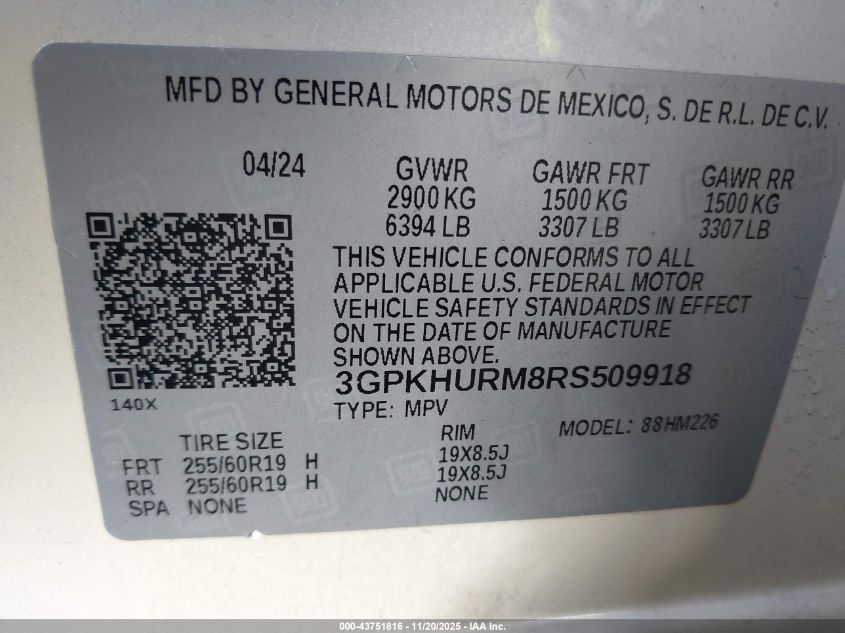 MFD BY GENERAL MOTORS DE MEXICO, S. DE R.L. DE C.V.
04/24 GVWR GAWR FRT GAWR RR
2900 KG 1500 KG 1500 KG
6394 LB 3307 LB 3307 LB
THIS VEHICLE CONFORMS TO ALL
APPLICABLE U.S. FEDERAL MOTOR
VEHICLE SAFETY STANDARDS IN EFFECT
ON THE DATE OF MANUFACTURE
SHOWN ABOVE.
3GPKHURM8RS509918
140X
TYPE: MPV MODEL: 88HM226
TIRE SIZE RIM
FRT 255/60R19 H 19X8.5J
RR 255/60R19 H 19X8.5J
SPA NONE NONE
000-43751816 - 11/20/2025 - IAA Inc.